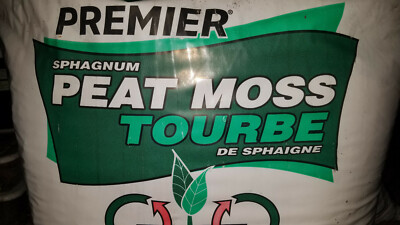 PREMIER®
SPHAGNUM
PEAT MOSS
TOURBE
DE SPHAIGNE